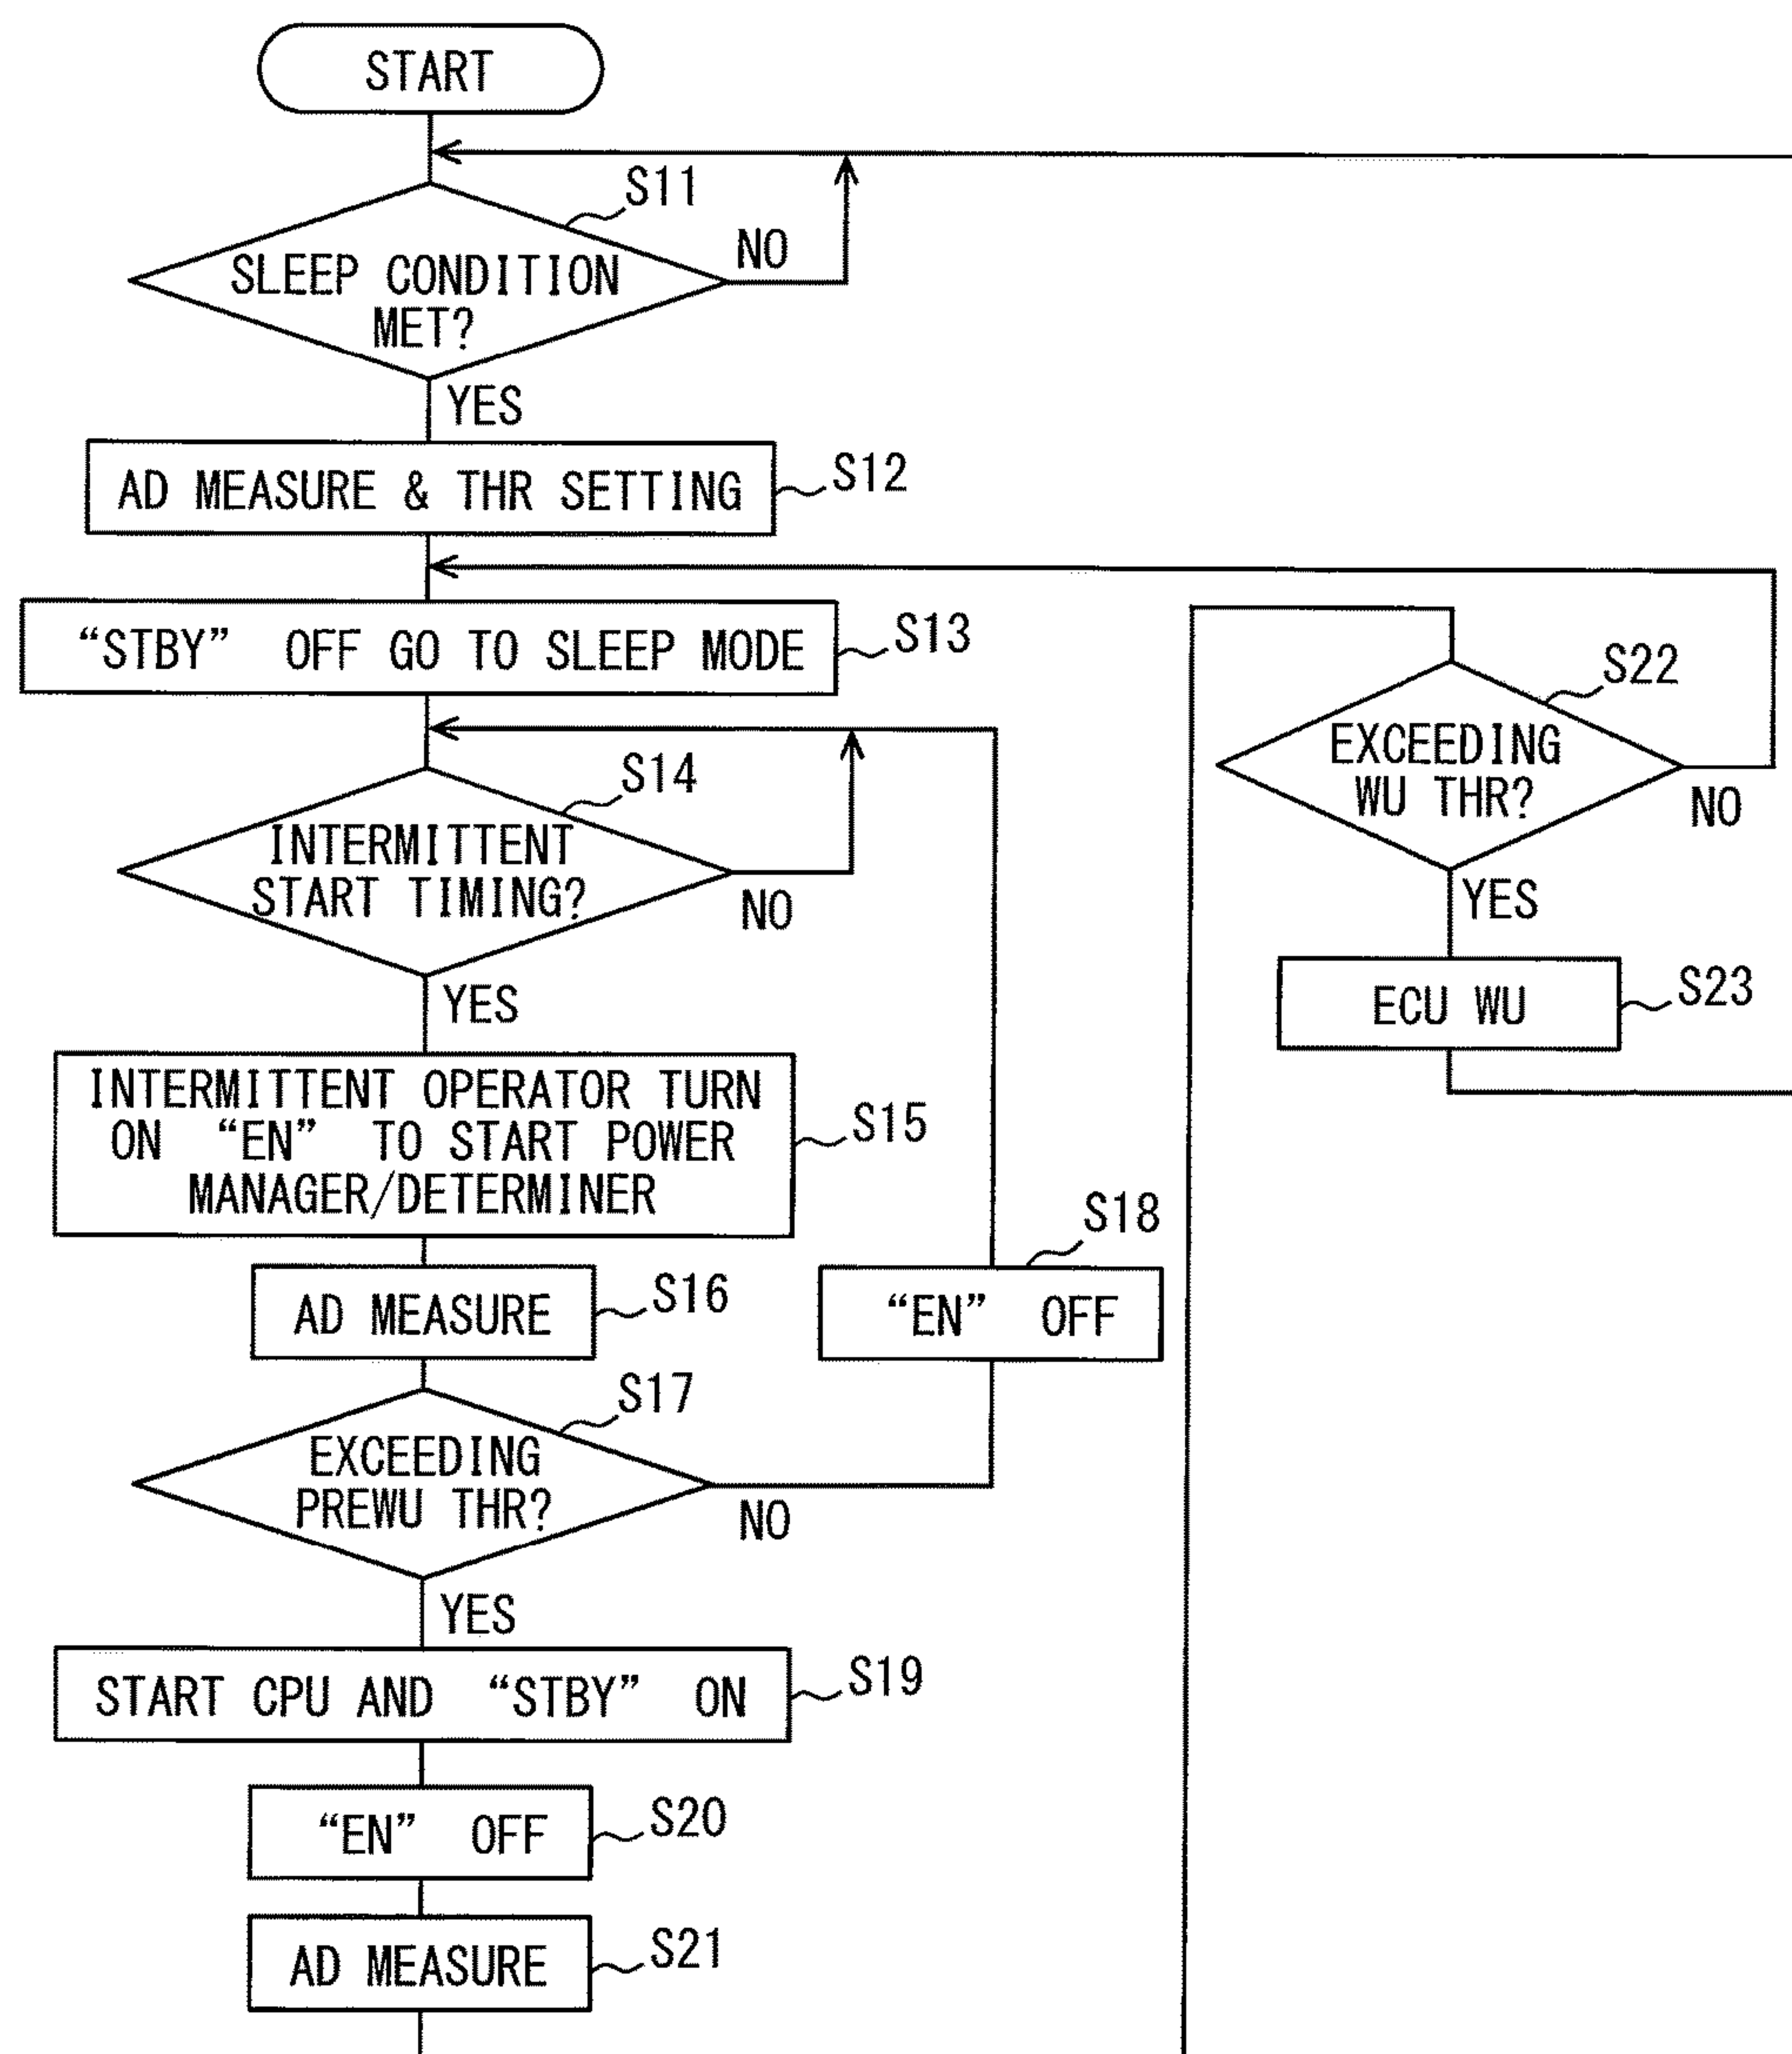 START
S11
NO
SLEEP CONDITION
MET?
YES
AD MEASURE & THR SETTING
S12
“STBY” OFF GO TO SLEEP MODE
S13
S14
INTERMITTENT
START TIMING?
NO
YES
INTERMITTENT OPERATOR TURN
ON “EN” TO START POWER
MANAGER/DETERMINER
S15
AD MEASURE
S16
S17
EXCEEDING
PREWU THR?
NO
S18
“EN” OFF
YES
START CPU AND “STBY” ON
S19
“EN” OFF
S20
AD MEASURE
S21
S22
EXCEEDING
WU THR?
NO
YES
ECU WU
S23